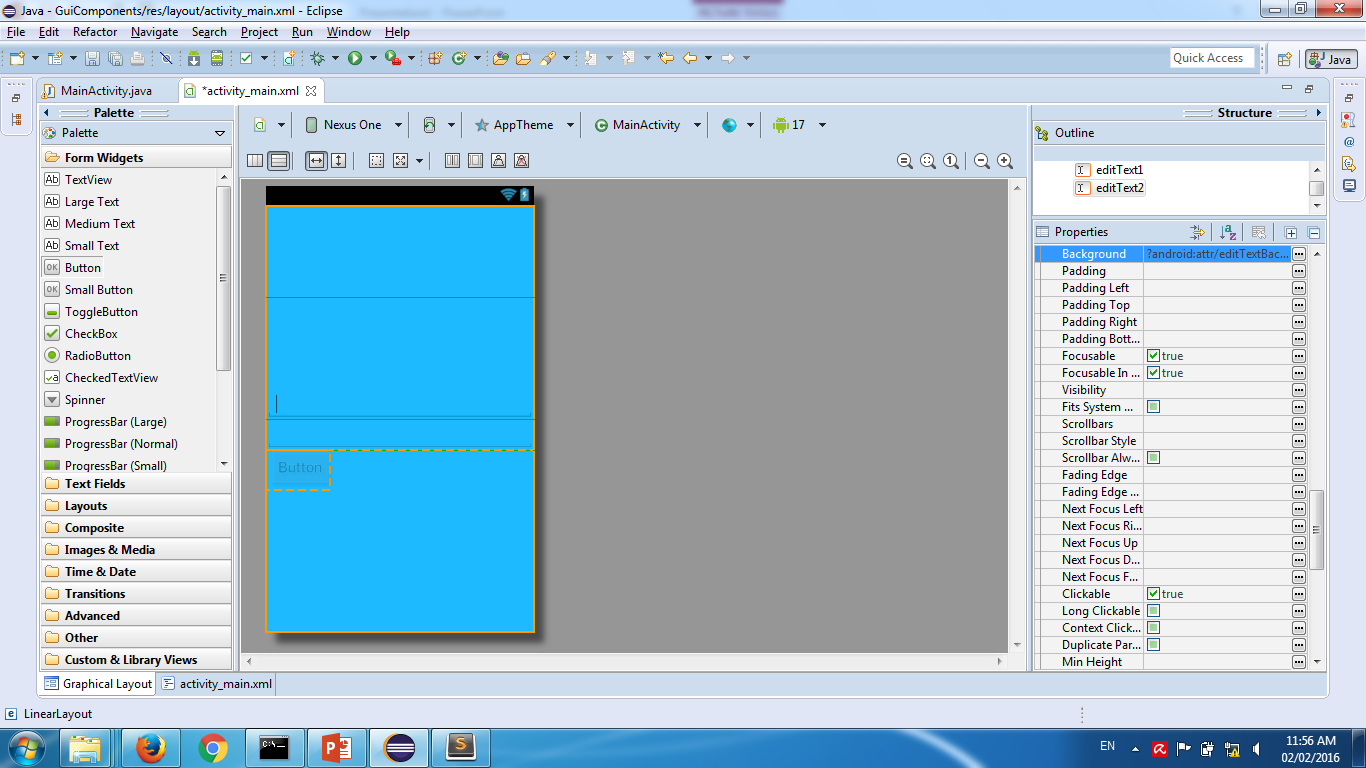 Java - GuiComponents/res/layout/activity_main.xml - Eclipse
File Edit Refactor Navigate Search Project Run Window Help
Quick Access
Java
MainActivity.java
*activity_main.xml
Palette
Palette
Form Widgets
TextView
Large Text
Medium Text
Small Text
Button
Small Button
ToggleButton
CheckBox
RadioButton
CheckedTextView
Spinner
ProgressBar (Large)
ProgressBar (Normal)
ProgressBar (Small)
Text Fields
Layouts
Composite
Images & Media
Time & Date
Transitions
Advanced
Other
Custom & Library Views
Nexus One
AppTheme
MainActivity
17
Button
Structure
Outline
editText1
editText2
Properties
Background ?android:attr/editTextBac...
Padding
Padding Left
Padding Top
Padding Right
Padding Bott...
Focusable true
Focusable In ... true
Visibility
Fits System ...
Scrollbars
Scrollbar Style
Scrollbar Alw...
Fading Edge
Fading Edge ...
Next Focus Left
Next Focus Ri...
Next Focus Up
Next Focus D...
Next Focus F...
Clickable true
Long Clickable
Context Click...
Duplicate Par...
Min Height
Graphical Layout
activity_main.xml
LinearLayout
EN
11:56 AM
02/02/2016